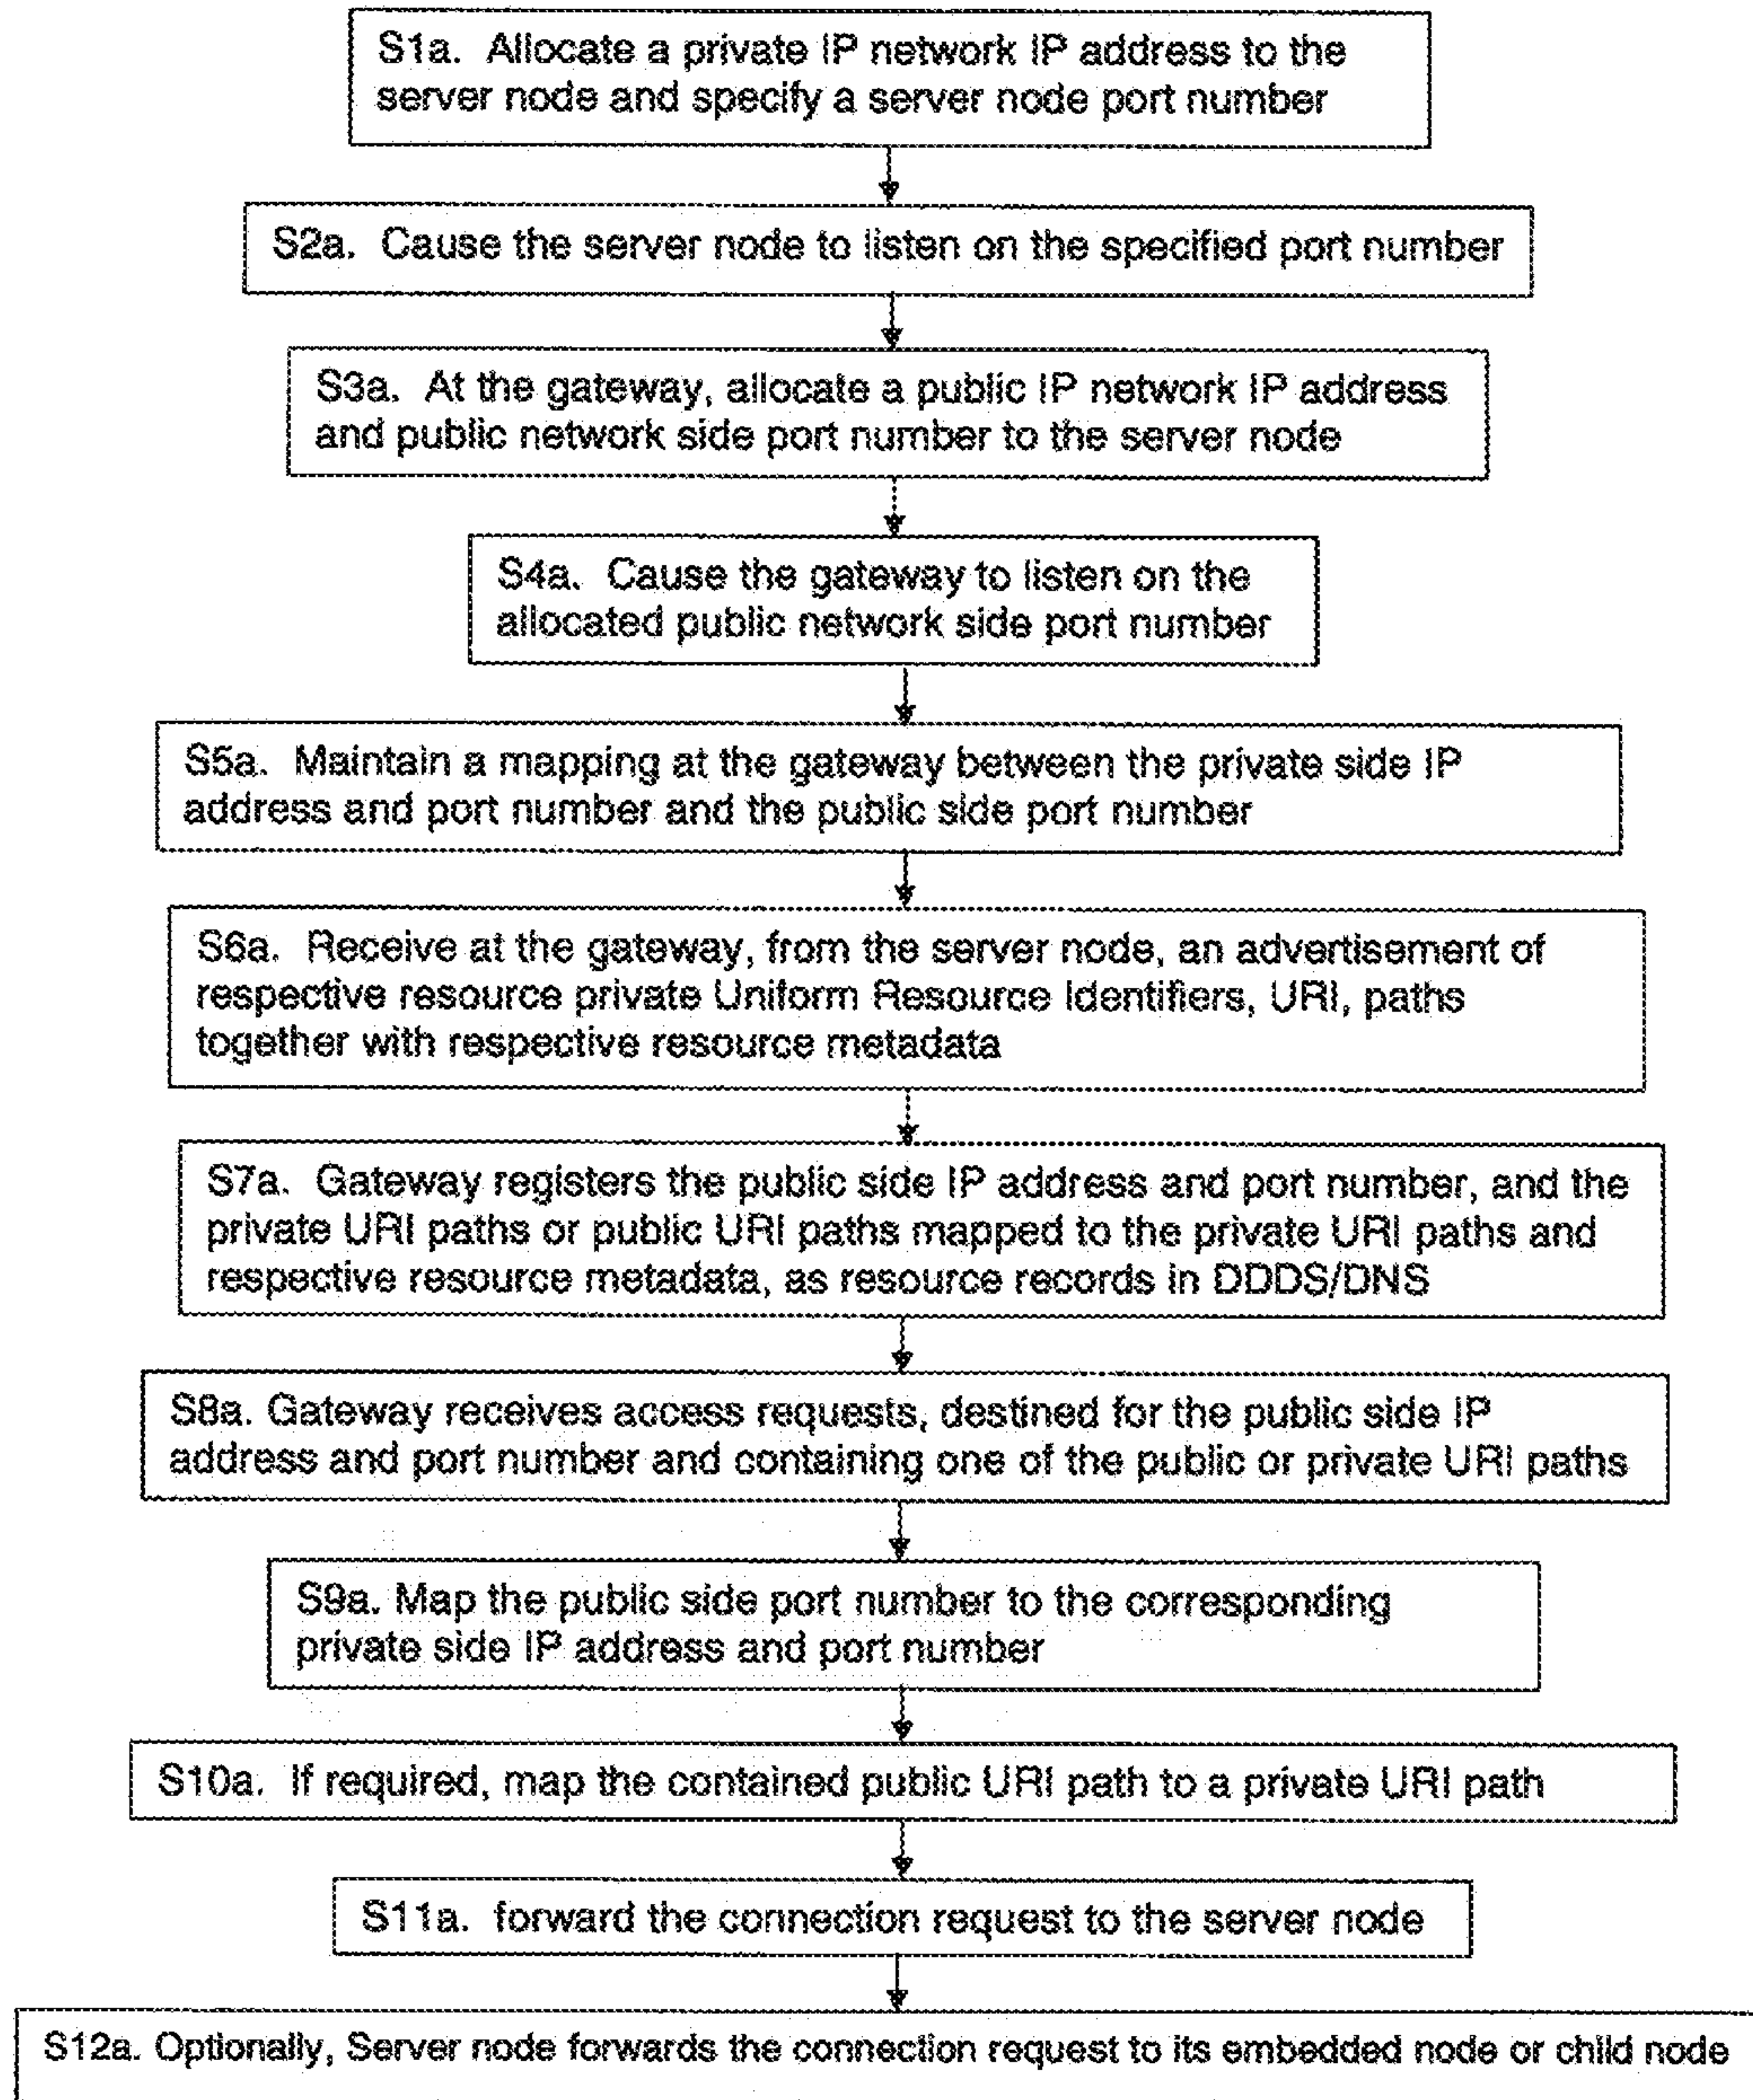 S1a. Allocate a private IP network IP address to the
server node and specify a server node port number
S2a. Cause the server node to listen on the specified port number
S3a. At the gateway, allocate a public IP network IP address
and public network side port number to the server node
S4a. Cause the gateway to listen on the
allocated public network side port number
S5a. Maintain a mapping at the gateway between the private side IP
address and port number and the public side port number
S6a. Receive at the gateway, from the server node, an advertisement of
respective resource private Uniform Resource Identifiers, URI, paths
together with respective resource metadata
S7a. Gateway registers the public side IP address and port number, and the
private URI paths or public URI paths mapped to the private URI paths and
respective resource metadata, as resource records in DDDS/DNS
S8a. Gateway receives access requests, destined for the public side IP
address and port number and containing one of the public or private URI paths
S9a. Map the public side port number to the corresponding
private side IP address and port number
S10a. If required, map the contained public URI path to a private URI path
S11a. forward the connection request to the server node
S12a. Optionally, Server node forwards the connection request to its embedded node or child node